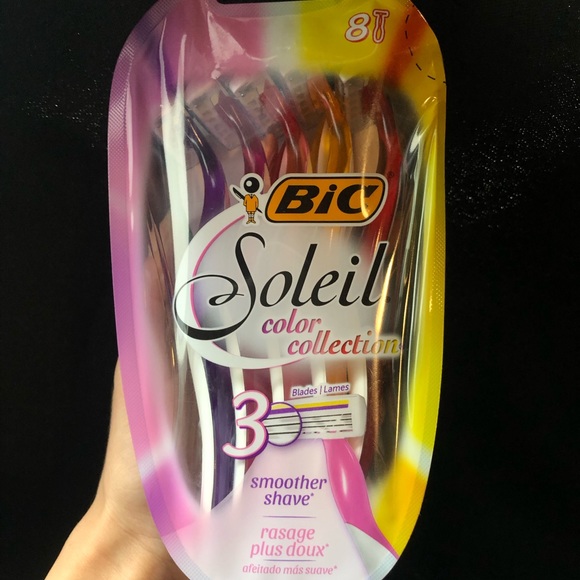 8
BiC
Soleil
color
collection
3
Blades | Lames
smoother
shave*
rasage
plus doux*
afeitado más suave*